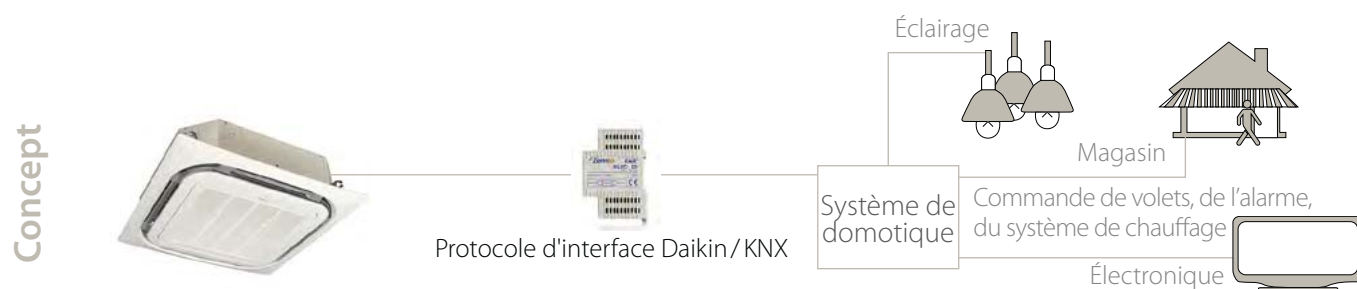 Concept
Éclairage
Magasin
Zennio
Protocole d'interface Daikin / KNX
Système de
domotique
Commande de volets, de l'alarme,
du système de chauffage
Électronique